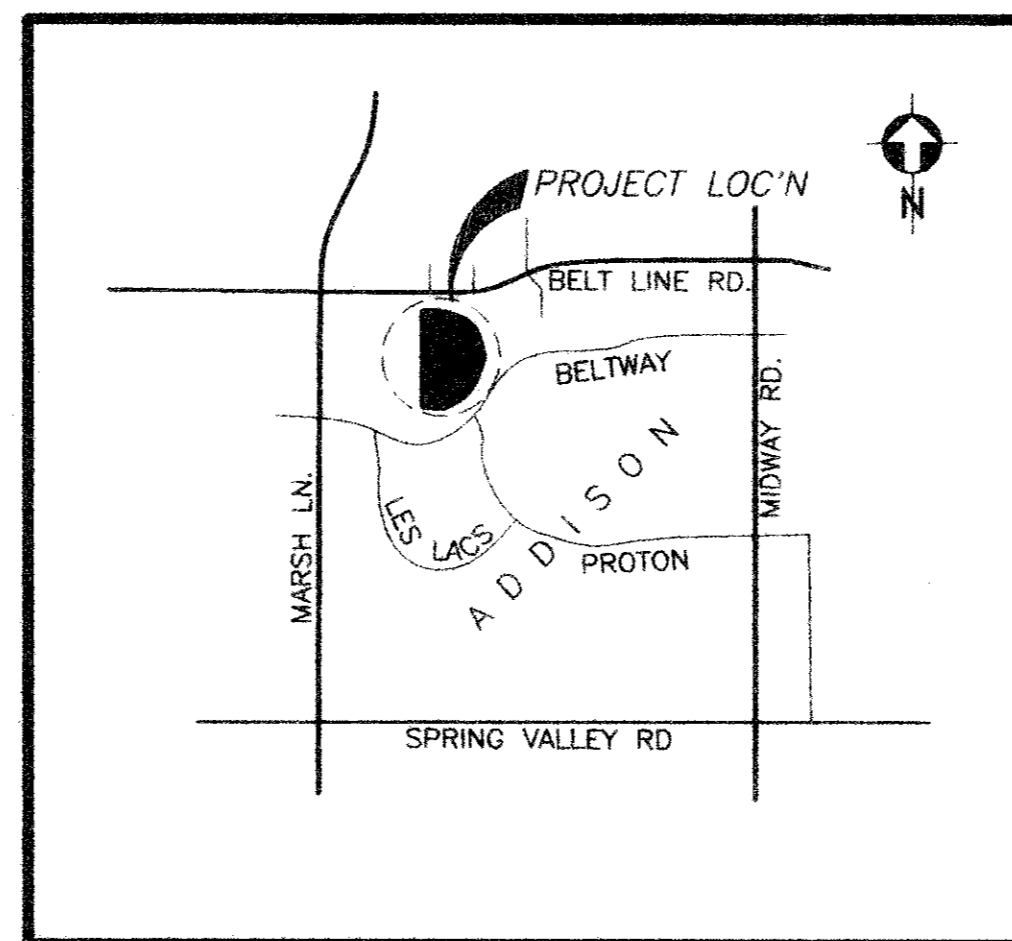 PROJECT LOC'N
N
BELT LINE RD.
BELTWAY
MIDWAY RD.
ADDISON
LES LACS
PROTON
MARSH LN.
SPRING VALLEY RD